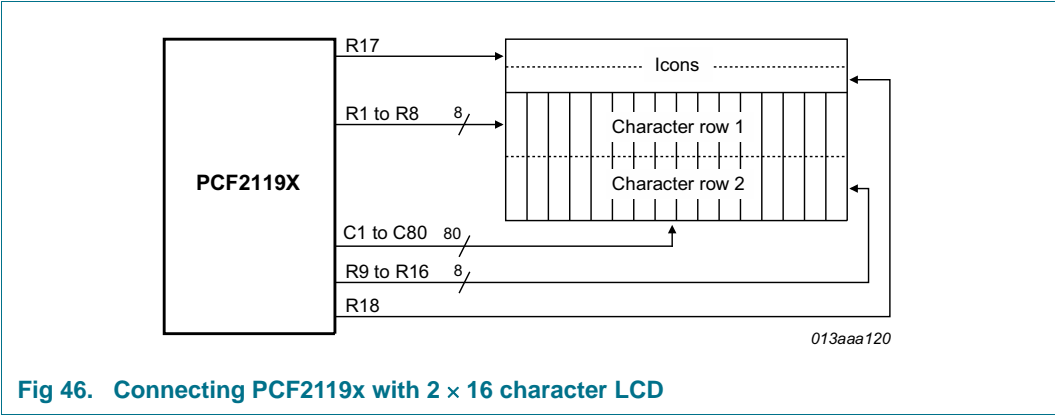 R17
Icons
R1 to R8 8
Character row 1
PCF2119X
Character row 2
C1 to C80 80
R9 to R16 8
R18
013aaa120
Fig 46. Connecting PCF2119x with 2 × 16 character LCD